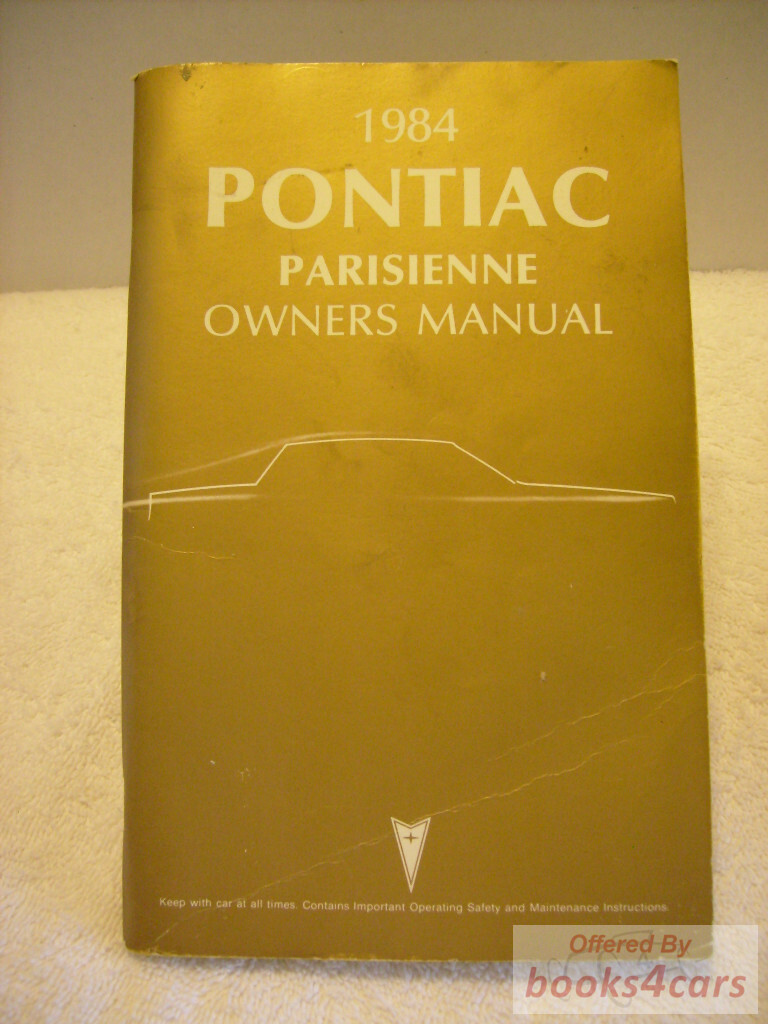 1984
PONTIAC
PARISIENNE
OWNERS MANUAL
Keep with car at all times. Contains Important Operating Safety and Maintenance Instructions.
Offered By
books4cars